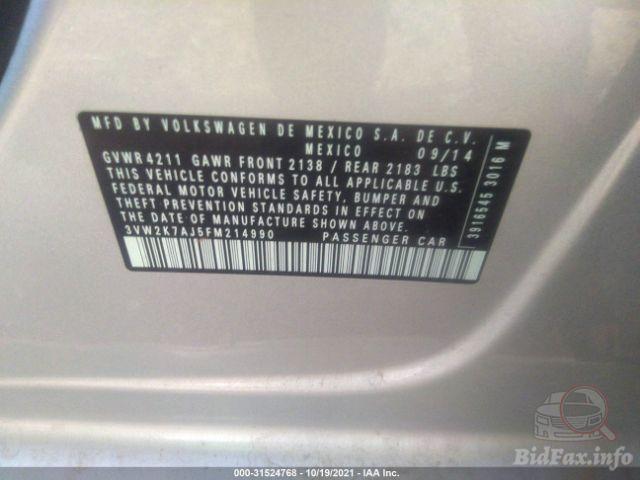 MFD BY VOLKSWAGEN DE MEXICO S.A. DE C.V.
MEXICO 09/14
GVWR 4211 GAWR FRONT 2138 / REAR 2183 LBS
THIS VEHICLE CONFORMS TO ALL APPLICABLE U.S.
FEDERAL MOTOR VEHICLE SAFETY, BUMPER AND
THEFT PREVENTION STANDARDS IN EFFECT ON
THE DATE OF MANUFACTURE SHOWN ABOVE.
3VW2K7AJ5FM214990 PASSENGER CAR
3916545 3016 M
BidFax.info
000-31524768 - 10/19/2021 - IAA Inc.